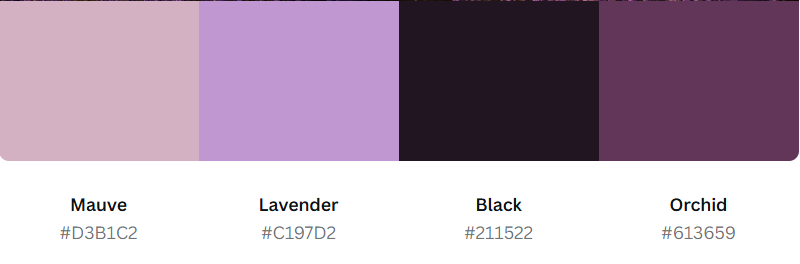 Mauve Lavender Black Orchid
#D3B1C2 #C197D2 #211522 #613659